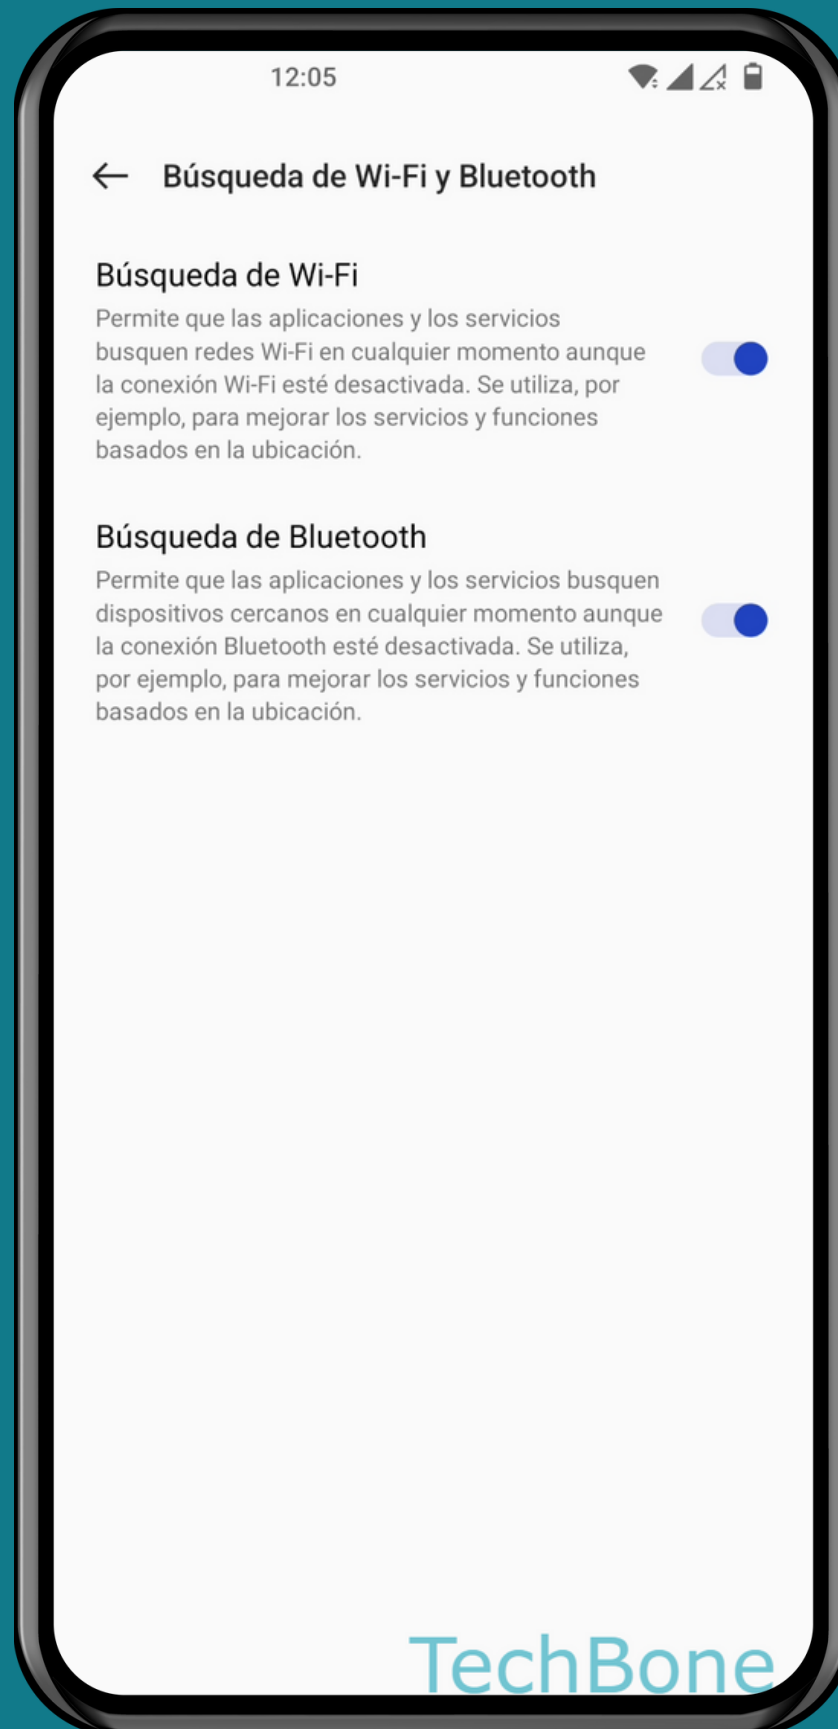 12:05
Búsqueda de Wi-Fi y Bluetooth
Búsqueda de Wi-Fi
Permite que las aplicaciones y los servicios
busquen redes Wi-Fi en cualquier momento aunque
la conexión Wi-Fi esté desactivada. Se utiliza, por
ejemplo, para mejorar los servicios y funciones
basados en la ubicación.
Búsqueda de Bluetooth
Permite que las aplicaciones y los servicios busquen
dispositivos cercanos en cualquier momento aunque
la conexión Bluetooth esté desactivada. Se utiliza,
por ejemplo, para mejorar los servicios y funciones
basados en la ubicación.
TechBone